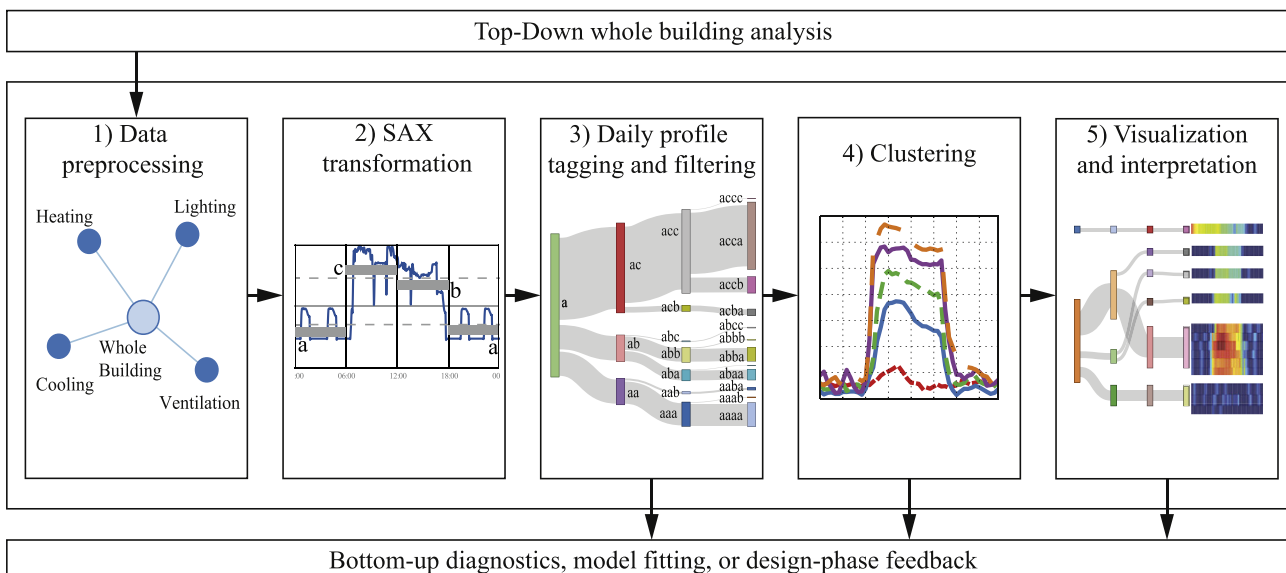 Top-Down whole building analysis
1) Data
preprocessing
Heating
Lighting
Whole
Building
Cooling
Ventilation
2) SAX
transformation
c
b
a
a
:00
06:00
12:00
18:00
00
3) Daily profile
tagging and filtering
a
ac
ab
aa
acc
acb
abc
abb
aba
aab
aaa
accc
acca
accb
acba
abcc
abbb
abba
abaa
aaba
aaab
aaaa
4) Clustering
5) Visualization
and interpretation
Bottom-up diagnostics, model fitting, or design-phase feedback